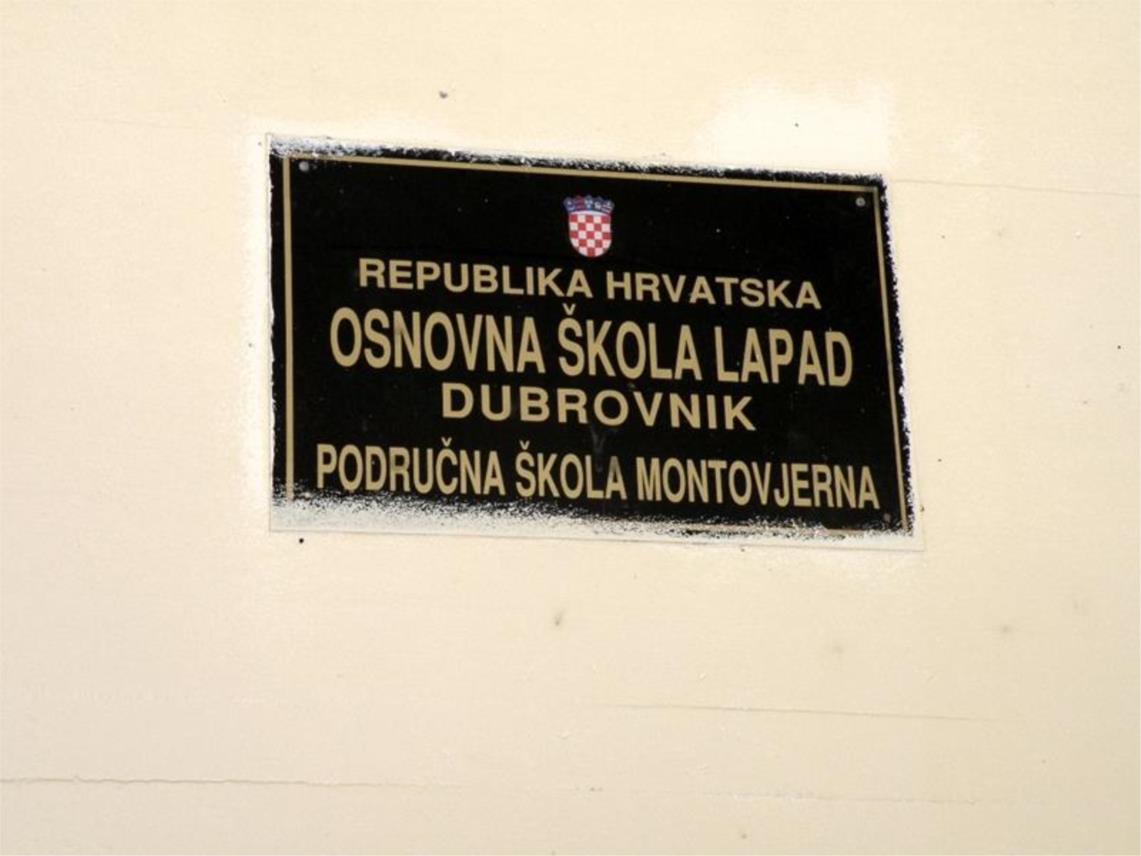 REPUBLIKA HRVATSKA
OSNOVNA ŠKOLA LAPAD
DUBROVNIK
PODRUČNA ŠKOLA MONTOVJERNA